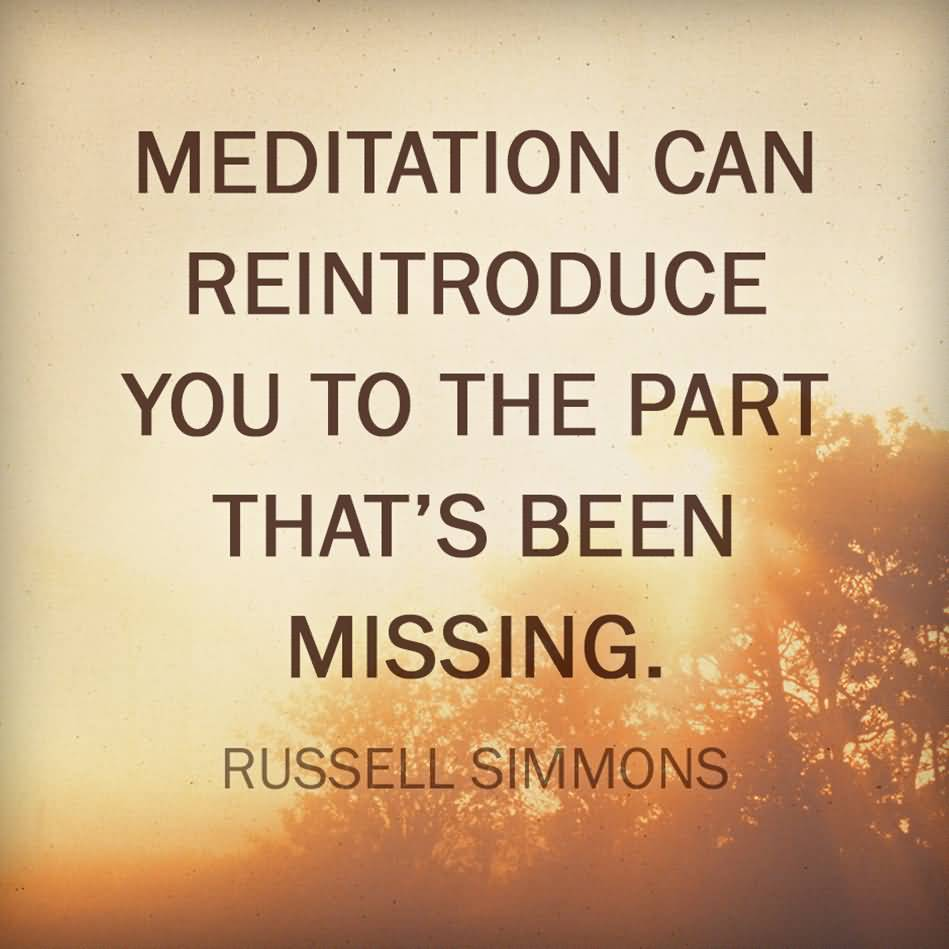 MEDITATION CAN
REINTRODUCE
YOU TO THE PART
THAT’S BEEN
MISSING.
RUSSELL SIMMONS